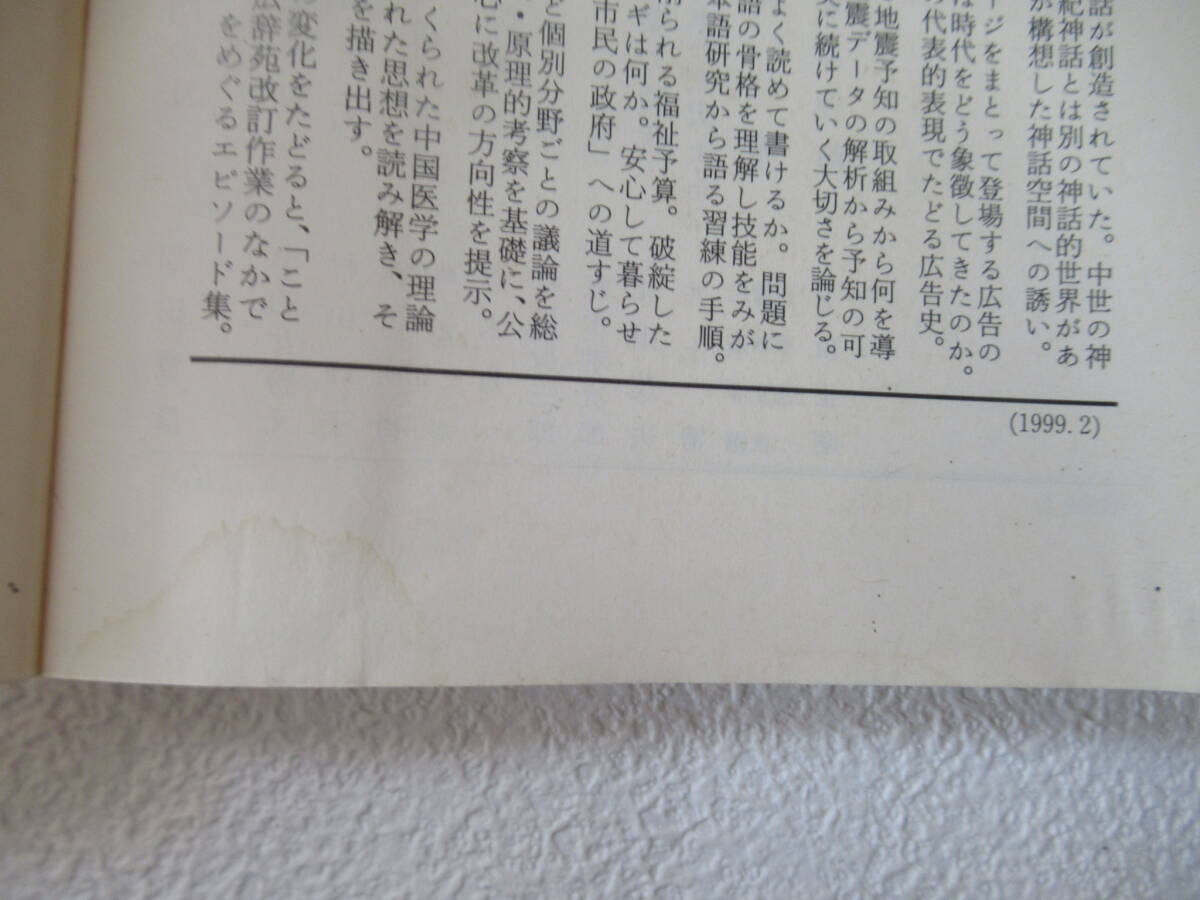 話が創造されていた。中世の神
紀神話とは別の神話的世界があ
が構想した神話空間への誘い。
ージをまとって登場する広告の
は時代をどう象徴してきたのか。
の代表的表現でたどる広告史。
地震予知の取組みから何を導
震データの解析から予知の可
に続けていく大切さを論じる。
よく読めて書けるか。問題に
語の骨格を理解し技能をみが
本語研究から語る習練の手順。
られる福祉予算。破綻した
ギは何か。安心して暮らせ
市民の政府」への道すじ。
ど個別分野ごとの議論を総
・原理的考察を基礎に、公
心に改革の方向性を提示。
くられた中国医学の理論
れた思想を読み解き、そ
を描き出す。
変化をたどると、「こと
辞苑改訂作業のなかで
をめぐるエピソード集。
(1999.2)